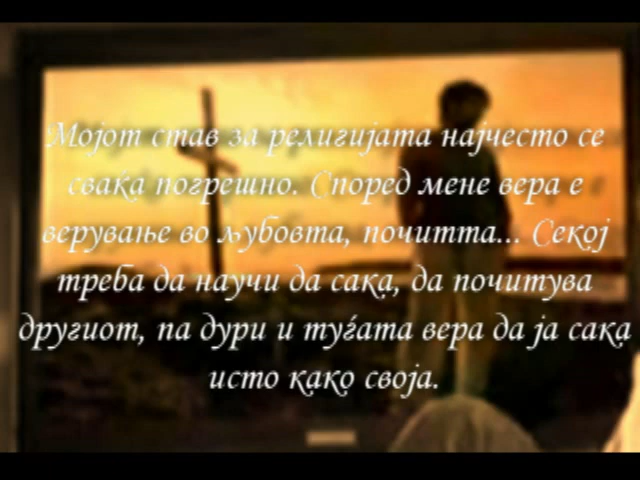 Мојот став за религијата најчесто се
сваќа погрешно. Според мене вера е
верување во љубовта, почитта... Секој
треба да научи да сака, да почитува
другиот, па дури и туѓата вера да ја сака
исто како своја.